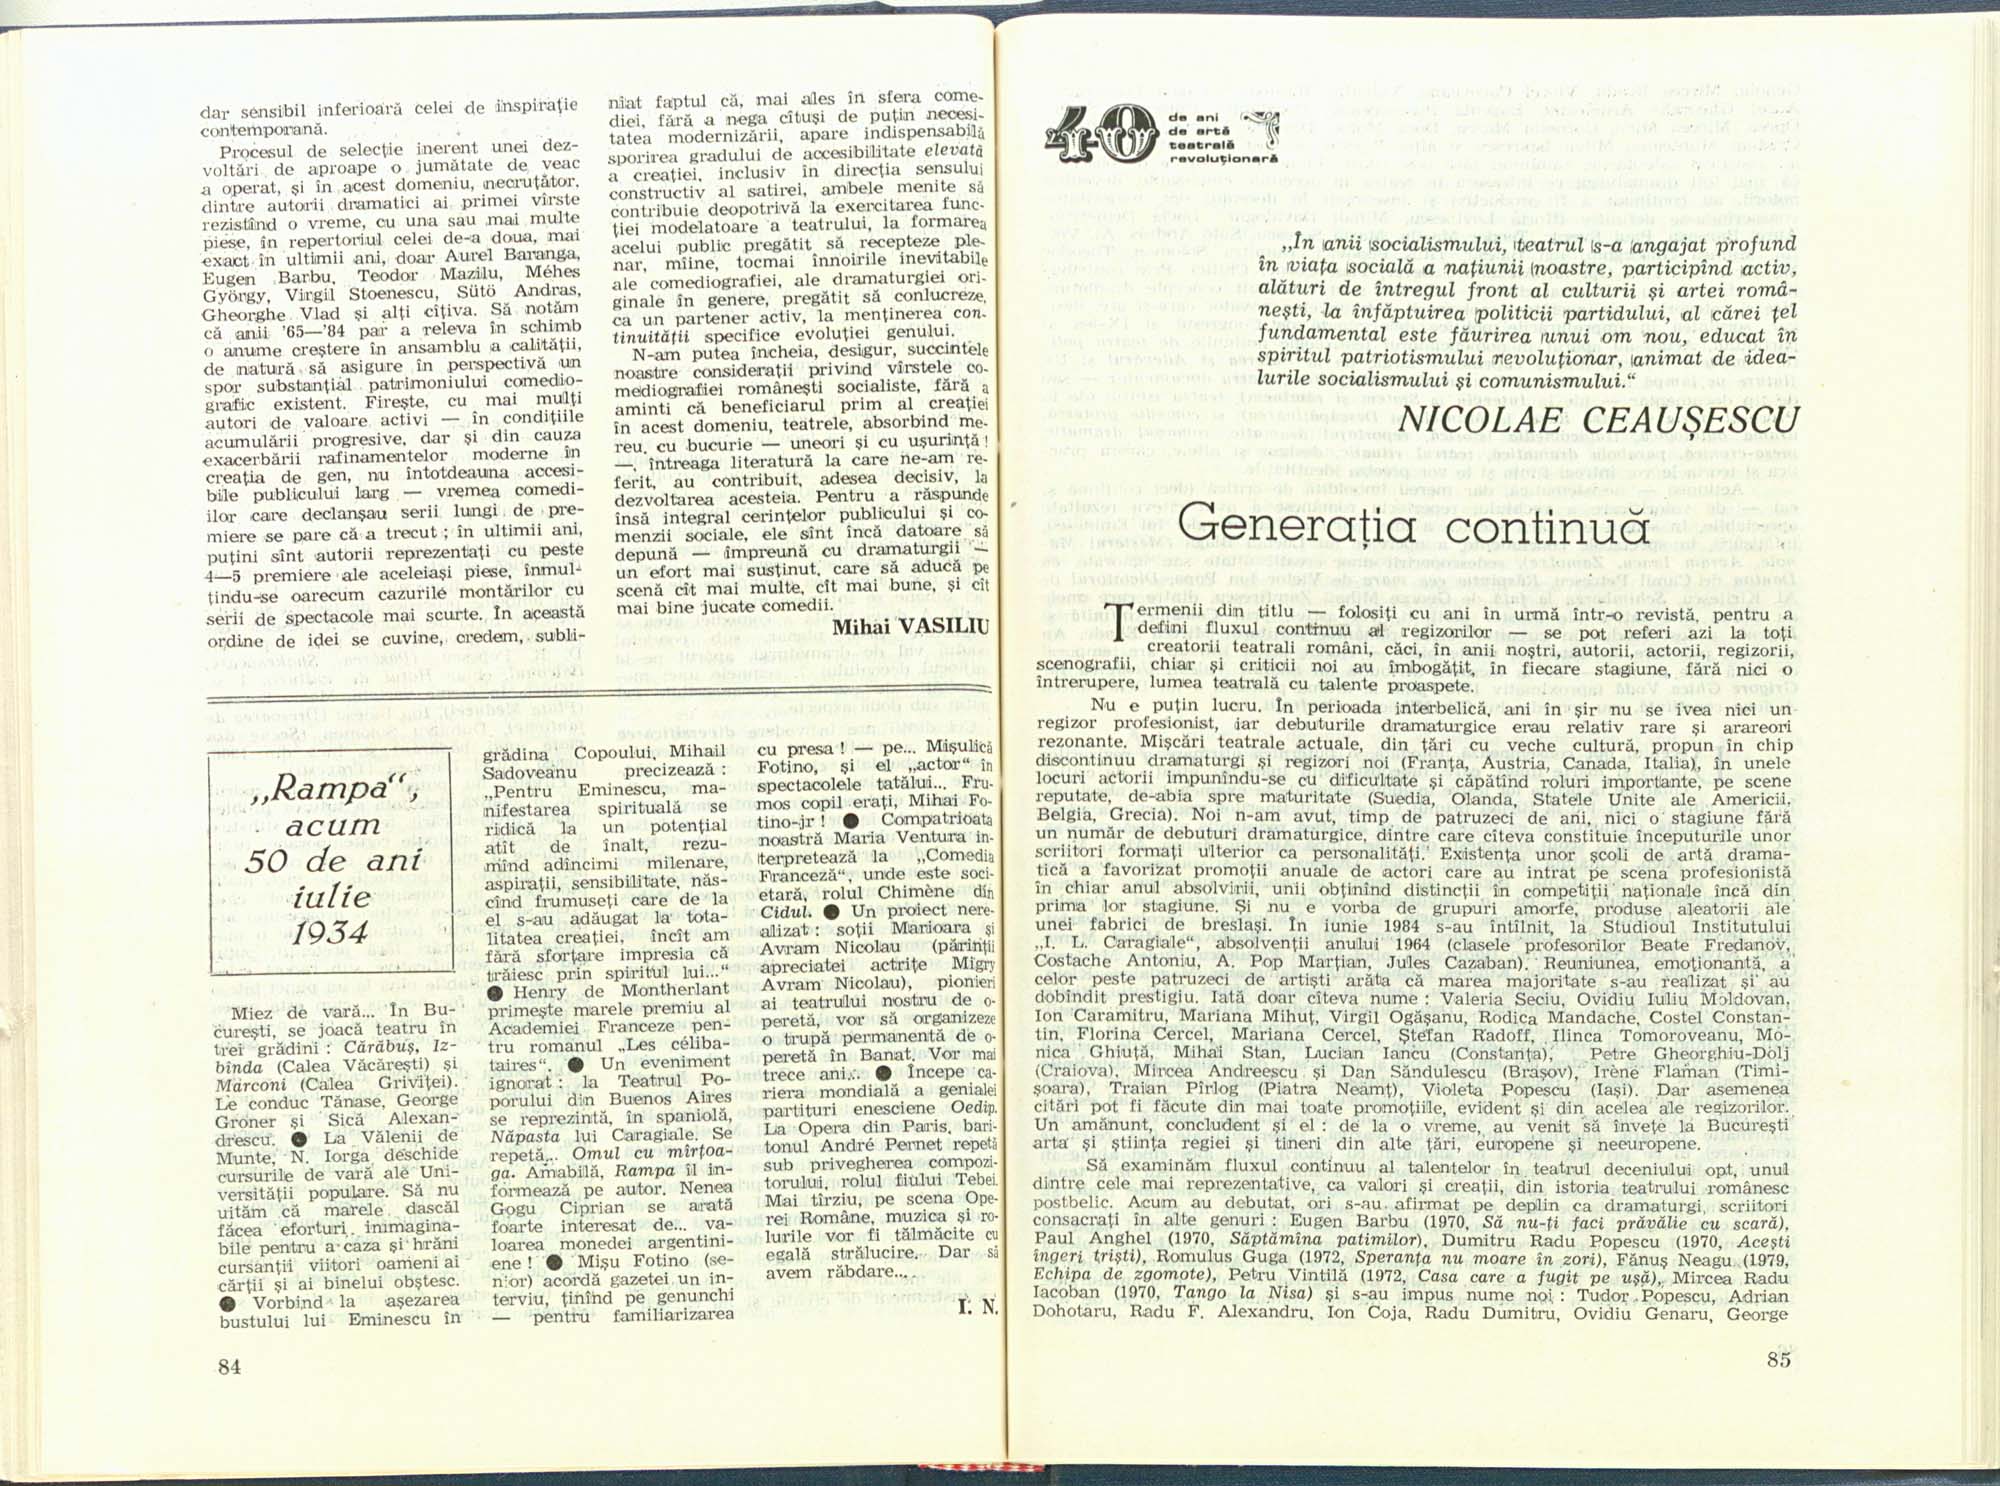 dar sensibil inferioară celei de inspirație
contemporană.
Procesul de selecție inerent unei dez-
voltări de aproape o jumătate de veac
a operat, și în acest domeniu, necruțător,
dintre autorii dramatici ai primei vîrste
rezistînd o vreme, cu una sau mai multe
piese, în repertoriul celei de-a doua, mai
exact în ultimii ani, doar Aurel Baranga,
Eugen Barbu, Teodor Mazilu, Méhes
György, Virgil Stoenescu, Sütö Andras,
Gheorghe Vlad și alți cîțiva. Să notăm
că anii '65—'84 par a releva în schimb
o anume creștere în ansamblu a calității,
de natură să asigure în perspectivă un
spor substanțial patrimoniului comedio-
grafic existent. Firește, cu mai mulți
autori de valoare activi — în condițiile
acumulării progresive, dar și din cauza
exacerbării rafinamentelor moderne în
creația de gen, nu întotdeauna accesi-
bile publicului larg — vremea comedi-
ilor care declanșau serii lungi de pre-
miere se pare că a trecut ; în ultimii ani,
puțini sînt autorii reprezentați cu peste
4—5 premiere ale aceleiași piese, înmul-
țindu-se oarecum cazurile montărilor cu
serii de spectacole mai scurte. În această
ordine de idei se cuvine, credem, subli-
niat faptul că, mai ales în sfera come-
diei, fără a nega cîtuși de puțin necesi-
tatea modernizării, apare indispensabilă
sporirea gradului de accesibilitate elevată
a creației, inclusiv în direcția sensului
constructiv al satirei, ambele menite să
contribuie deopotrivă la exercitarea func-
ției modelatoare a teatrului, la formarea
acelui public pregătit să recepteze ple-
nar, mîine, tocmai înnoirile inevitabile
ale comediografiei, ale dramaturgiei ori-
ginale în genere, pregătit să conlucreze,
ca un partener activ, la menținerea con-
tinuității specifice evoluției genului.
N-am putea încheia, desigur, succintele
noastre considerații privind vîrstele co-
mediografiei românești socialiste, fără a
aminti că beneficiarul prim al creației
în acest domeniu, teatrele, absorbind me-
reu, cu bucurie — uneori și cu ușurință !
—, întreaga literatură la care ne-am re-
ferit, au contribuit, adesea decisiv, la
dezvoltarea acesteia. Pentru a răspunde
însă integral cerințelor publicului și co-
menzii sociale, ele sînt încă datoare să
depună — împreună cu dramaturgii —
un efort mai susținut, care să aducă pe
scenă cît mai multe, cît mai bune, și cît
mai bine jucate comedii.
Mihai VASILIU
„Rampa“,
acum
50 de ani
iulie
1934
Miez de vară... În Bu-
curești, se joacă teatru în
trei grădini : Cărăbuș, Iz-
bînda (Calea Văcărești) și
Marconi (Calea Griviței).
Le conduc Tănase, George
Groner și Sică Alexan-
drescu. ● La Vălenii de
Munte, N. Iorga deschide
cursurile de vară ale Uni-
versității populare. Să nu
uităm că marele dascăl
făcea eforturi inimagina-
bile pentru a caza și hrăni
cursanții viitori oameni ai
cărții și ai binelui obștesc.
● Vorbind la așezarea
bustului lui Eminescu în
grădina Copoului, Mihail
Sadoveanu precizează :
„Pentru Eminescu, ma-
nifestarea spirituală se
ridică la un potențial
atît de înalt, rezu-
mînd adîncimi milenare,
aspirații, sensibilitate, năs-
cînd frumuseți care de la
el s-au adăugat la tota-
litatea creației, încît am
fără sforțare impresia că
trăiesc prin spiritul lui...“
● Henry de Montherlant
primește marele premiu al
Academiei Franceze pen-
tru romanul „Les céliba-
taires“. ● Un eveniment
ignorat : la Teatrul Po-
porului din Buenos Aires
se reprezintă, în spaniolă,
Năpasta lui Caragiale. Se
repetă... Omul cu mîrțoa-
ga. Amabilă, Rampa îl in-
formează pe autor. Nenea
Gogu Ciprian se arată
foarte interesat de... va-
loarea monedei argentini-
ene ! ● Mișu Fotino (se-
nior) acordă gazetei un in-
terviu, ținînd pe genunchi
— pentru familiarizarea
cu presa ! — pe... Mișulică
Fotino, și el „actor“ în
spectacolele tatălui... Fru-
mos copil erați, Mihai Fo-
tino-jr ! ● Compatrioata
noastră Maria Ventura in-
terpretează la „Comedia
Franceză“, unde este soci-
etară, rolul Chimène din
Cidul. ● Un proiect nere-
alizat : soții Marioara și
Avram Nicolau (părinții
apreciatei actrițe Migry
Avram Nicolau), pionieri
ai teatrului nostru de o-
peretă, vor să organizeze
o trupă permanentă de o-
peretă în Banat. Vor mai
trece ani... ● Începe ca-
riera mondială a genialei
partituri enesciene Oedip.
La Opera din Paris, bari-
tonul André Pernet repetă
sub privegherea compozi-
torului, rolul fiului Tebei.
Mai tîrziu, pe scena Ope-
rei Române, muzica și ro-
lurile vor fi tălmăcite cu
egală strălucire. Dar să
avem răbdare...
I. N.
84
40 de ani
de artă
teatrală
revoluționară
„În anii socialismului, teatrul s-a angajat profund
în viața socială a națiunii noastre, participînd activ,
alături de întregul front al culturii și artei româ-
nești, la înfăptuirea politicii partidului, al cărei țel
fundamental este făurirea unui om nou, educat în
spiritul patriotismului revoluționar, animat de idea-
lurile socialismului și comunismului.“
NICOLAE CEAUȘESCU
Generația continuă
Termenii din titlu — folosiți cu ani în urmă într-o revistă, pentru a
defini fluxul continuu al regizorilor — se pot referi azi la toți
creatorii teatrali români, căci, în anii noștri, autorii, actorii, regizorii,
scenografii, chiar și criticii noi au îmbogățit, în fiecare stagiune, fără nici o
întrerupere, lumea teatrală cu talente proaspete.
Nu e puțin lucru. În perioada interbelică, ani în șir nu se ivea nici un
regizor profesionist, iar debuturile dramaturgice erau relativ rare și arareori
rezonante. Mișcări teatrale actuale, din țări cu veche cultură, propun în chip
discontinuu dramaturgi și regizori noi (Franța, Austria, Canada, Italia), în unele
locuri actorii impunîndu-se cu dificultate și căpătînd roluri importante, pe scene
reputate, de-abia spre maturitate (Suedia, Olanda, Statele Unite ale Americii,
Belgia, Grecia). Noi n-am avut, timp de patruzeci de ani, nici o stagiune fără
un număr de debuturi dramaturgice, dintre care cîteva constituie începuturile unor
scriitori formați ulterior ca personalități. Existența unor școli de artă drama-
tică a favorizat promoții anuale de actori care au intrat pe scena profesionistă
în chiar anul absolvirii, unii obținînd distincții în competiții naționale încă din
prima lor stagiune. Și nu e vorba de grupuri amorfe, produse aleatorii ale
unei fabrici de breslași. În iunie 1984 s-au întîlnit, la Studioul Institutului
„I. L. Caragiale“, absolvenții anului 1964 (clasele profesorilor Beate Fredanov,
Costache Antoniu, A. Pop Marțian, Jules Cazaban). Reuniunea, emoționantă, a
celor peste patruzeci de artiști arăta că marea majoritate s-au realizat și au
dobîndit prestigiu. Iată doar cîteva nume : Valeria Seciu, Ovidiu Iuliu Moldovan,
Ion Caramitru, Mariana Mihuț, Virgil Ogășanu, Rodica Mandache, Costel Constan-
tin, Florina Cercel, Mariana Cercel, Ștefan Radoff, Ilinca Tomoroveanu, Mo-
nica Ghiuță, Mihai Stan, Lucian Iancu (Constanța), Petre Gheorghiu-Dolj
(Craiova), Mircea Andreescu și Dan Săndulescu (Brașov), Irène Flaman (Timi-
șoara), Traian Pîrlog (Piatra Neamț), Violeta Popescu (Iași). Dar asemenea
citări pot fi făcute din mai toate promoțiile, evident și din acelea ale regizorilor.
Un amănunt, concludent și el : de la o vreme, au venit să învețe la București
arta și știința regiei și tineri din alte țări, europene și neeuropene.
Să examinăm fluxul continuu al talentelor în teatrul deceniului opt, unul
dintre cele mai reprezentative, ca valori și creații, din istoria teatrului românesc
postbelic. Acum au debutat, ori s-au afirmat pe deplin ca dramaturgi, scriitori
consacrați în alte genuri : Eugen Barbu (1970, Să nu-ți faci prăvălie cu scară),
Paul Anghel (1970, Săptămîna patimilor), Dumitru Radu Popescu (1970, Acești
îngeri triști), Romulus Guga (1972, Speranța nu moare în zori), Fănuș Neagu (1979,
Echipa de zgomote), Petru Vintilă (1972, Casa care a fugit pe ușă), Mircea Radu
Iacoban (1970, Tango la Nisa) și s-au impus nume noi : Tudor Popescu, Adrian
Dohotaru, Radu F. Alexandru, Ion Coja, Radu Dumitru, Ovidiu Genaru, George
85